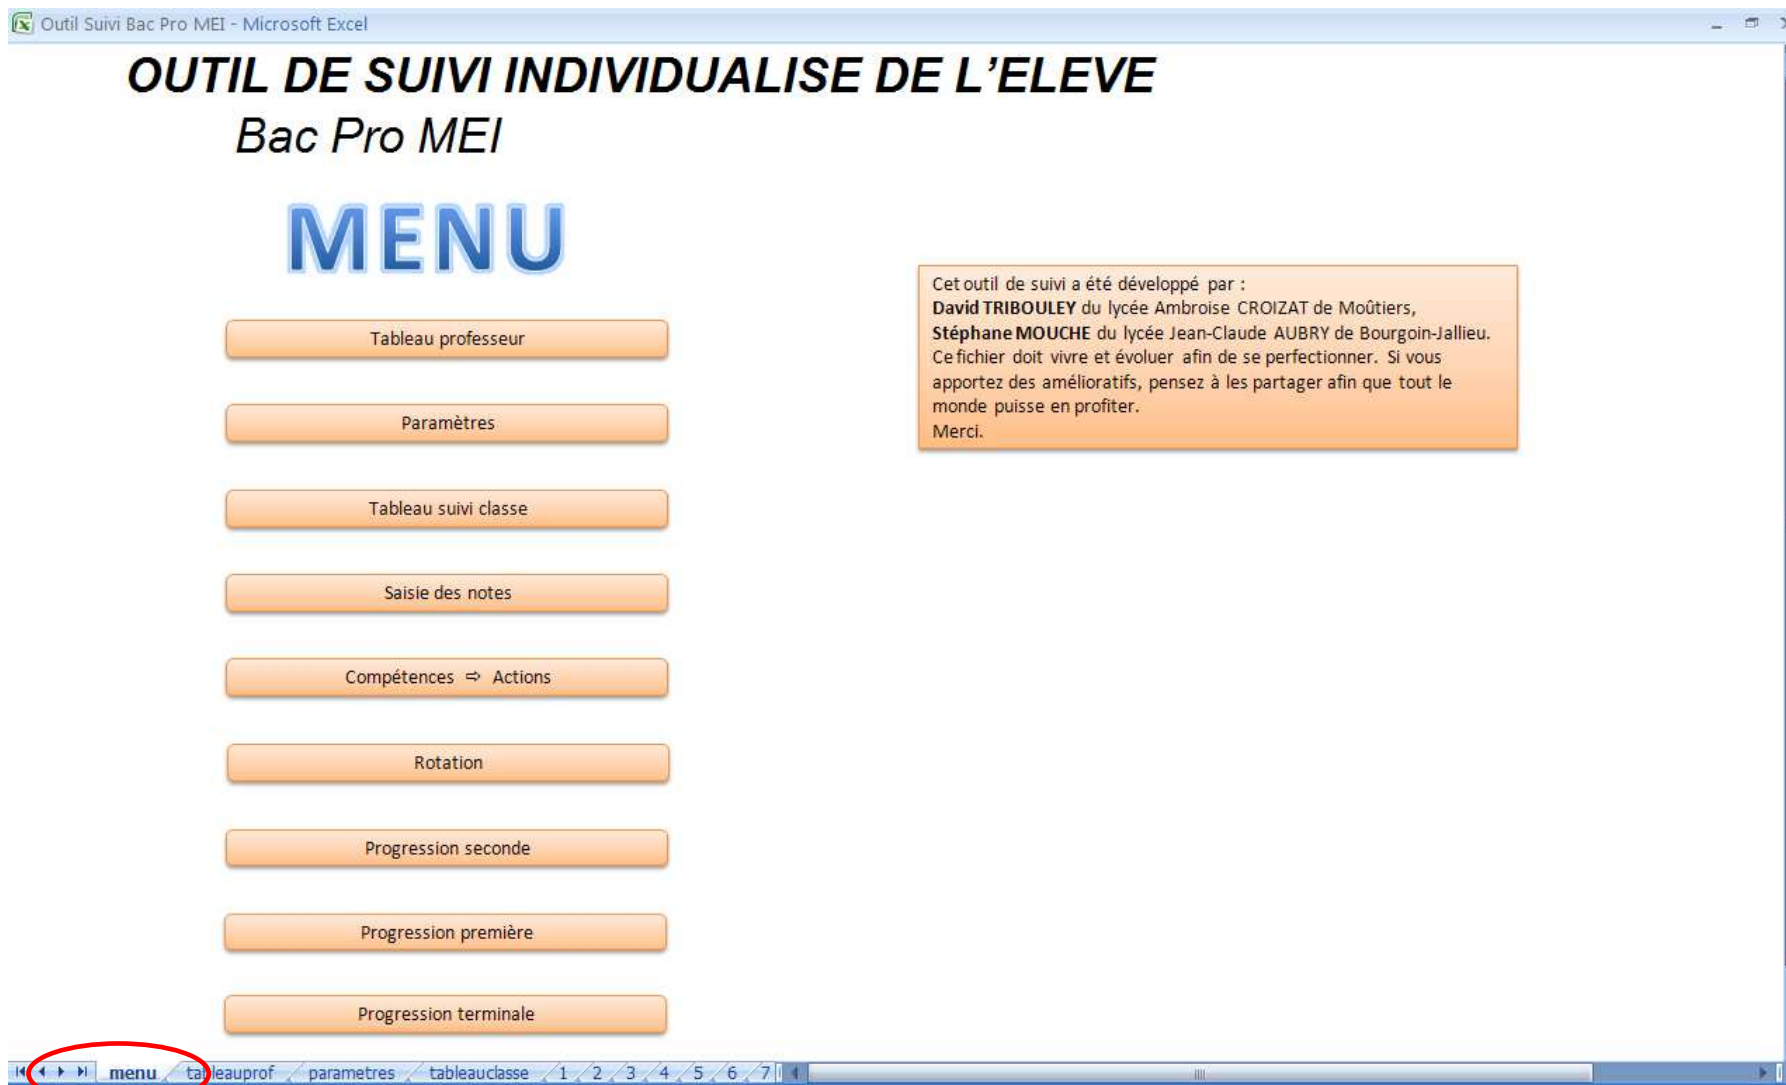 Outil Suivi Bac Pro MEI - Microsoft Excel
OUTIL DE SUIVI INDIVIDUALISE DE L'ELEVE
Bac Pro MEI
MENU
Cet outil de suivi a été développé par :
David TRIBOULEY du lycée Ambroise CROIZAT de Moûtiers,
Stéphane MOUCHE du lycée Jean-Claude AUBRY de Bourgoin-Jallieu.
Ce fichier doit vivre et évoluer afin de se perfectionner. Si vous
apportez des amélioratifs, pensez à les partager afin que tout le
monde puisse en profiter.
Merci.
Tableau professeur
Paramètres
Tableau suivi classe
Saisie des notes
Compétences ⇨ Actions
Rotation
Progression seconde
Progression première
Progression terminale
menu tableauprof parametres tableauclasse 1 2 3 4 5 6 7